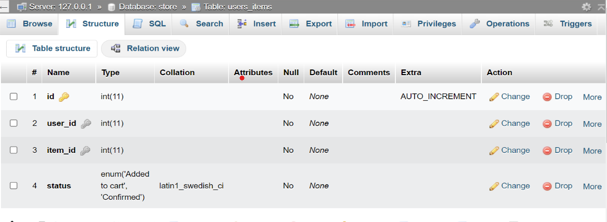 Server: 127.0.0.1 » Database: store » Table: users_items
Browse Structure SQL Search Insert Export Import Privileges Operations Triggers
Table structure Relation view
# Name Type Collation Attributes Null Default Comments Extra Action
1 id int(11) No None AUTO_INCREMENT Change Drop More
2 user_id int(11) No None Change Drop More
3 item_id int(11) No None Change Drop More
4 status enum('Added to cart', 'Confirmed') latin1_swedish_ci No None Change Drop More